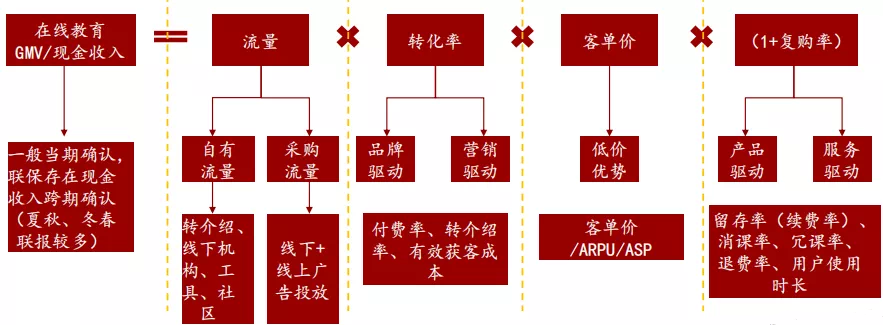 在线教育
GMV/现金收入
流量
转化率
客单价
（1+复购率）
一般当期确认，
联保存在现金
收入跨期确认
（夏秋、冬春
联报较多）
自有
流量
采购
流量
品牌
驱动
营销
驱动
低价
优势
产品
驱动
服务
驱动
转介绍、
线下机
构、工
具、社
区
线下+
线上广
告投放
付费率、转介绍
率、有效获客成
本
客单价
/ARPU/ASP
留存率（续费率）、
消课率、冗课率、
退费率、用户使用
时长